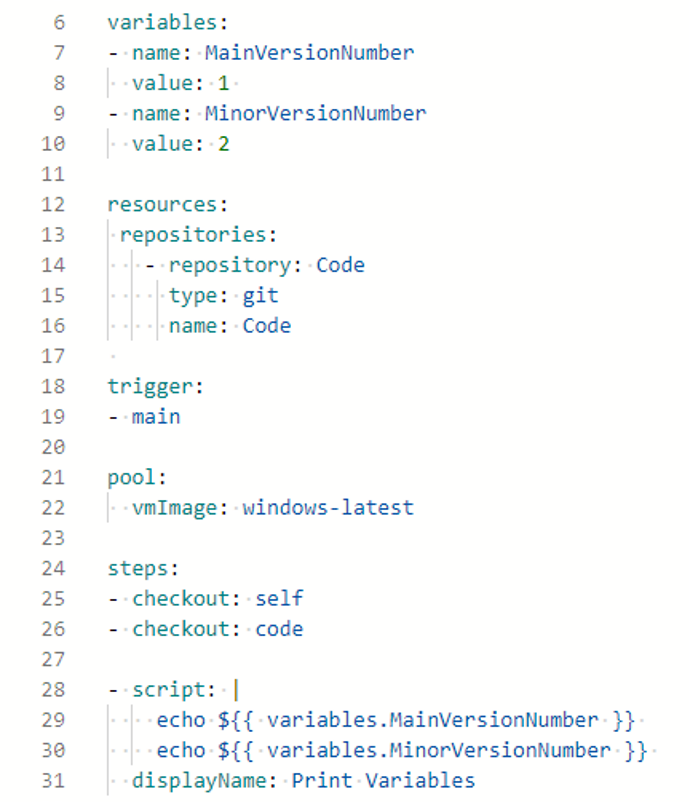 6 variables:
7 - name: MainVersionNumber
8   value: 1
9 - name: MinorVersionNumber
10   value: 2
11
12 resources:
13  repositories:
14    - repository: Code
15      type: git
16      name: Code
17
18 trigger:
19 - main
20
21 pool:
22   vmImage: windows-latest
23
24 steps:
25 - checkout: self
26 - checkout: code
27
28 - script: |
29     echo ${{ variables.MainVersionNumber }}
30     echo ${{ variables.MinorVersionNumber }}
31   displayName: Print Variables